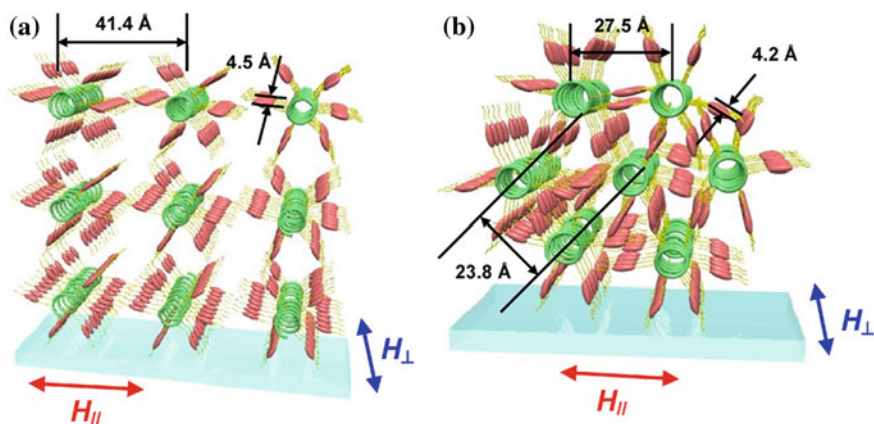 (a)
41.4 Å
4.5 Å
H⊥
H//
(b)
27.5 Å
4.2 Å
23.8 Å
H⊥
H//